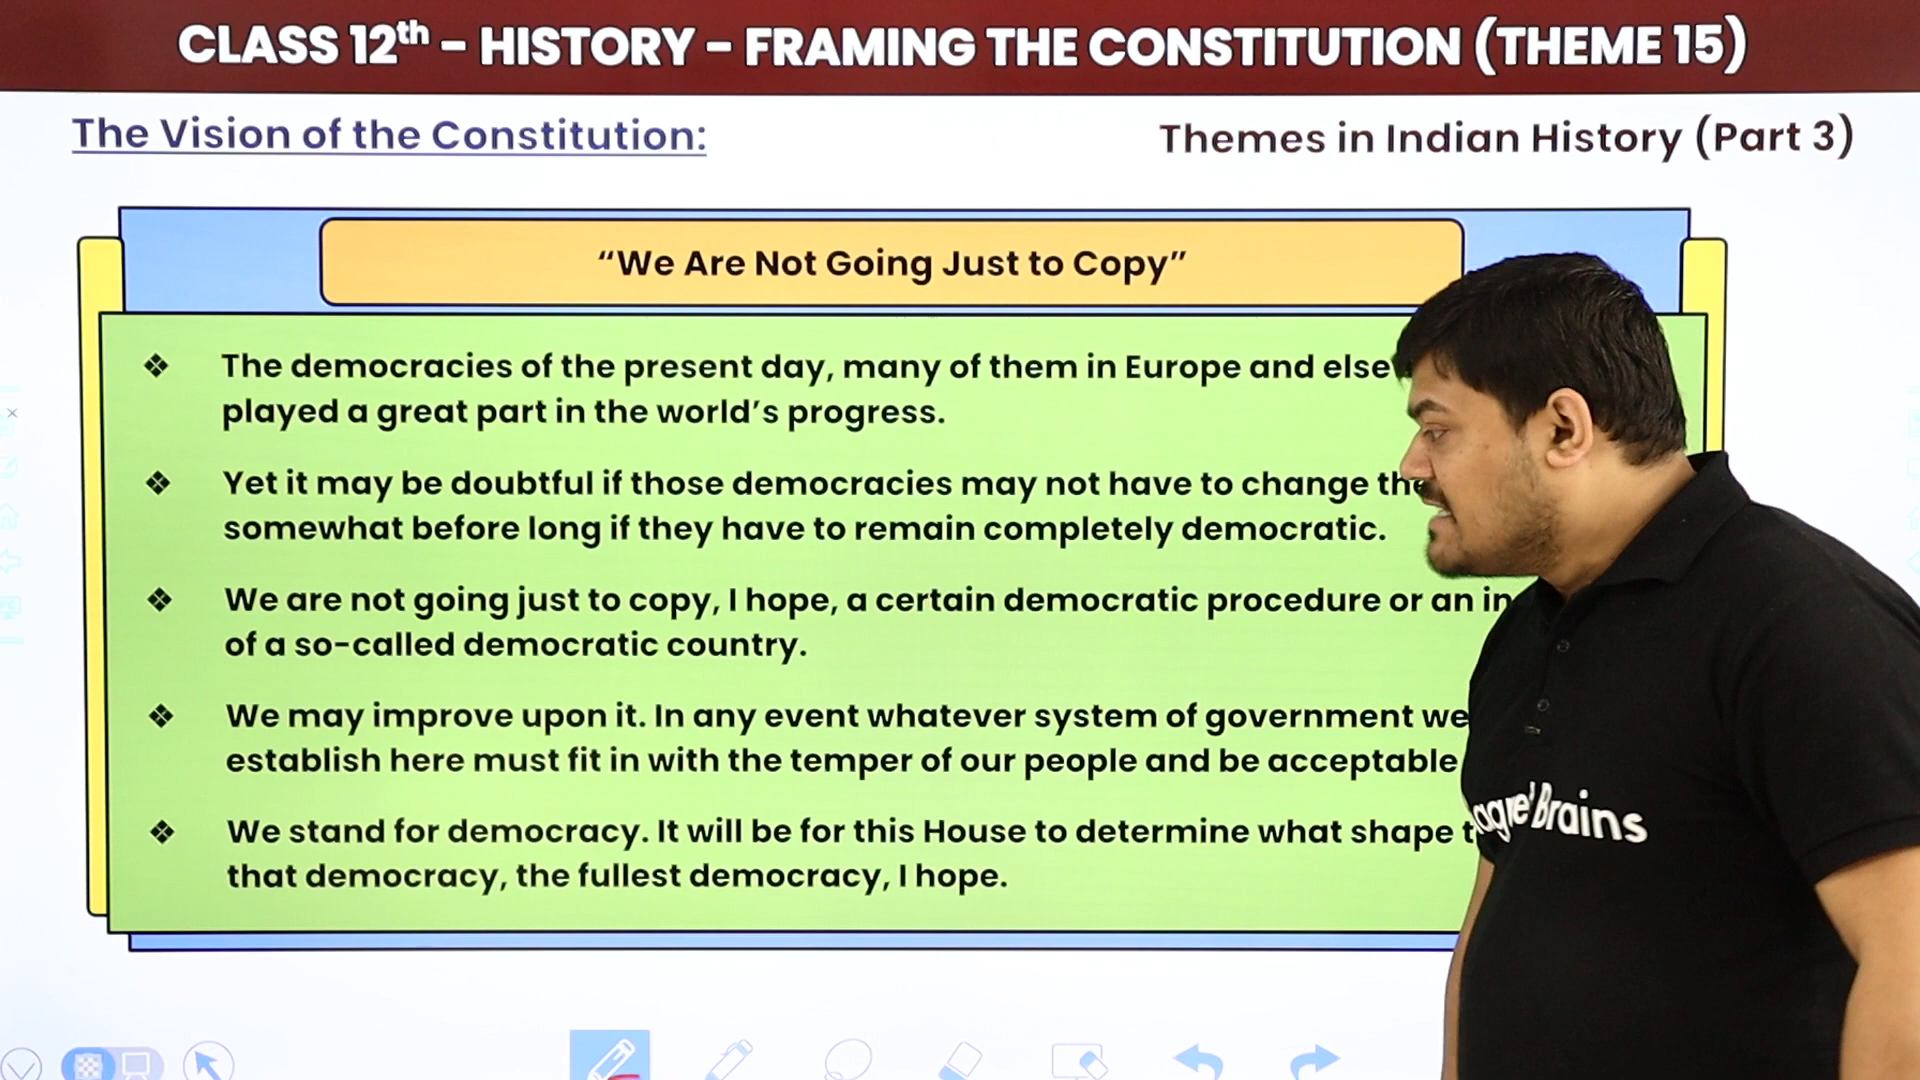 CLASS 12th - HISTORY - FRAMING THE CONSTITUTION (THEME 15)
The Vision of the Constitution:
Themes in Indian History (Part 3)
“We Are Not Going Just to Copy”
The democracies of the present day, many of them in Europe and else
played a great part in the world’s progress.
Yet it may be doubtful if those democracies may not have to change
somewhat before long if they have to remain completely democratic.
We are not going just to copy, I hope, a certain democratic procedure or an in
of a so-called democratic country.
We may improve upon it. In any event whatever system of government we
establish here must fit in with the temper of our people and be acceptable
We stand for democracy. It will be for this House to determine what shape
that democracy, the fullest democracy, I hope.
Brains